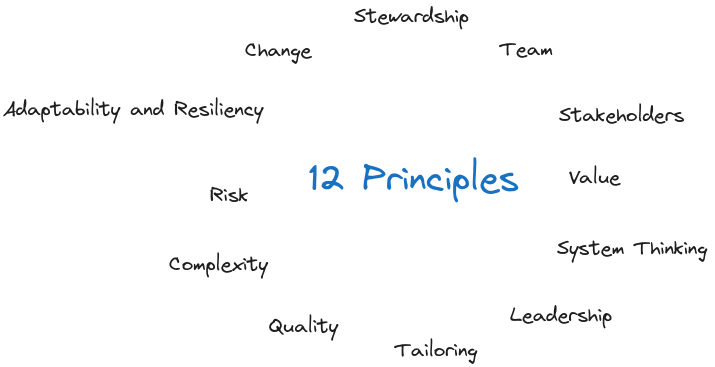 Stewardship
Change
Team
Adaptability and Resiliency
Stakeholders
12 Principles
Value
Risk
System Thinking
Complexity
Leadership
Quality
Tailoring